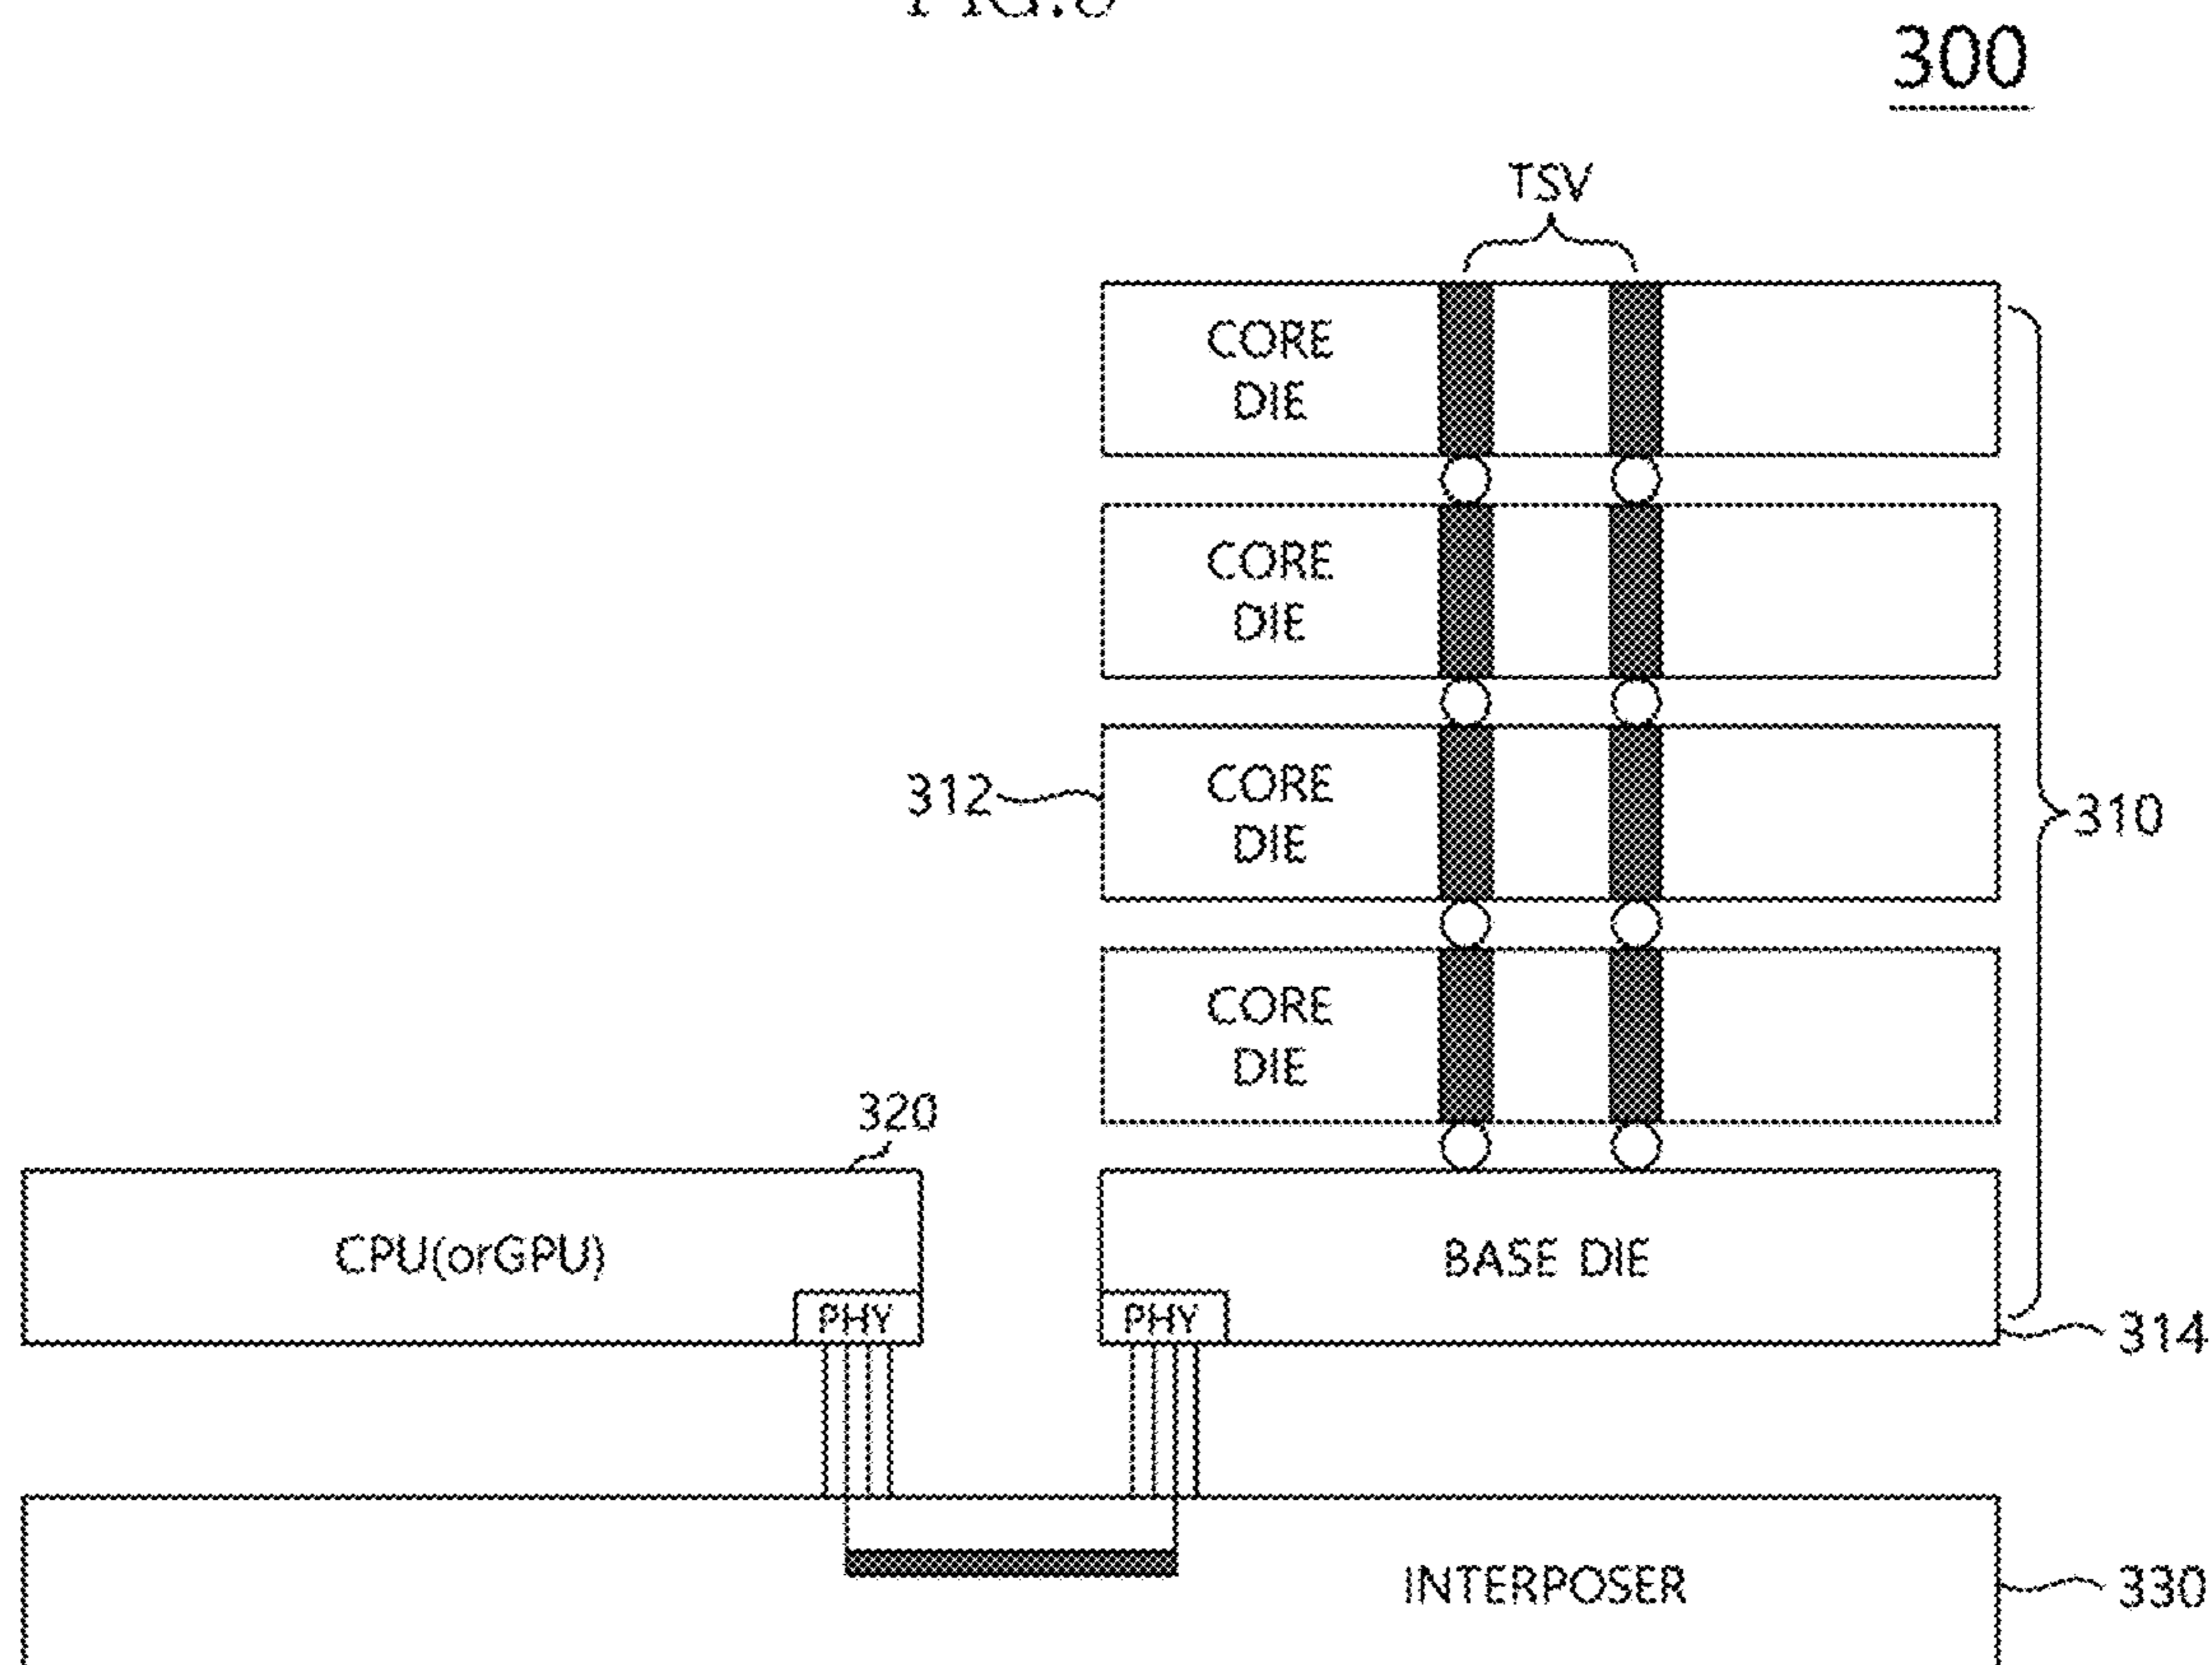 300
TSV
CORE
DIE
CORE
DIE
312
CORE
DIE
310
CORE
DIE
320
CPU(orGPU)
BASE DIE
PHY
PHY
314
INTERPOSER
330